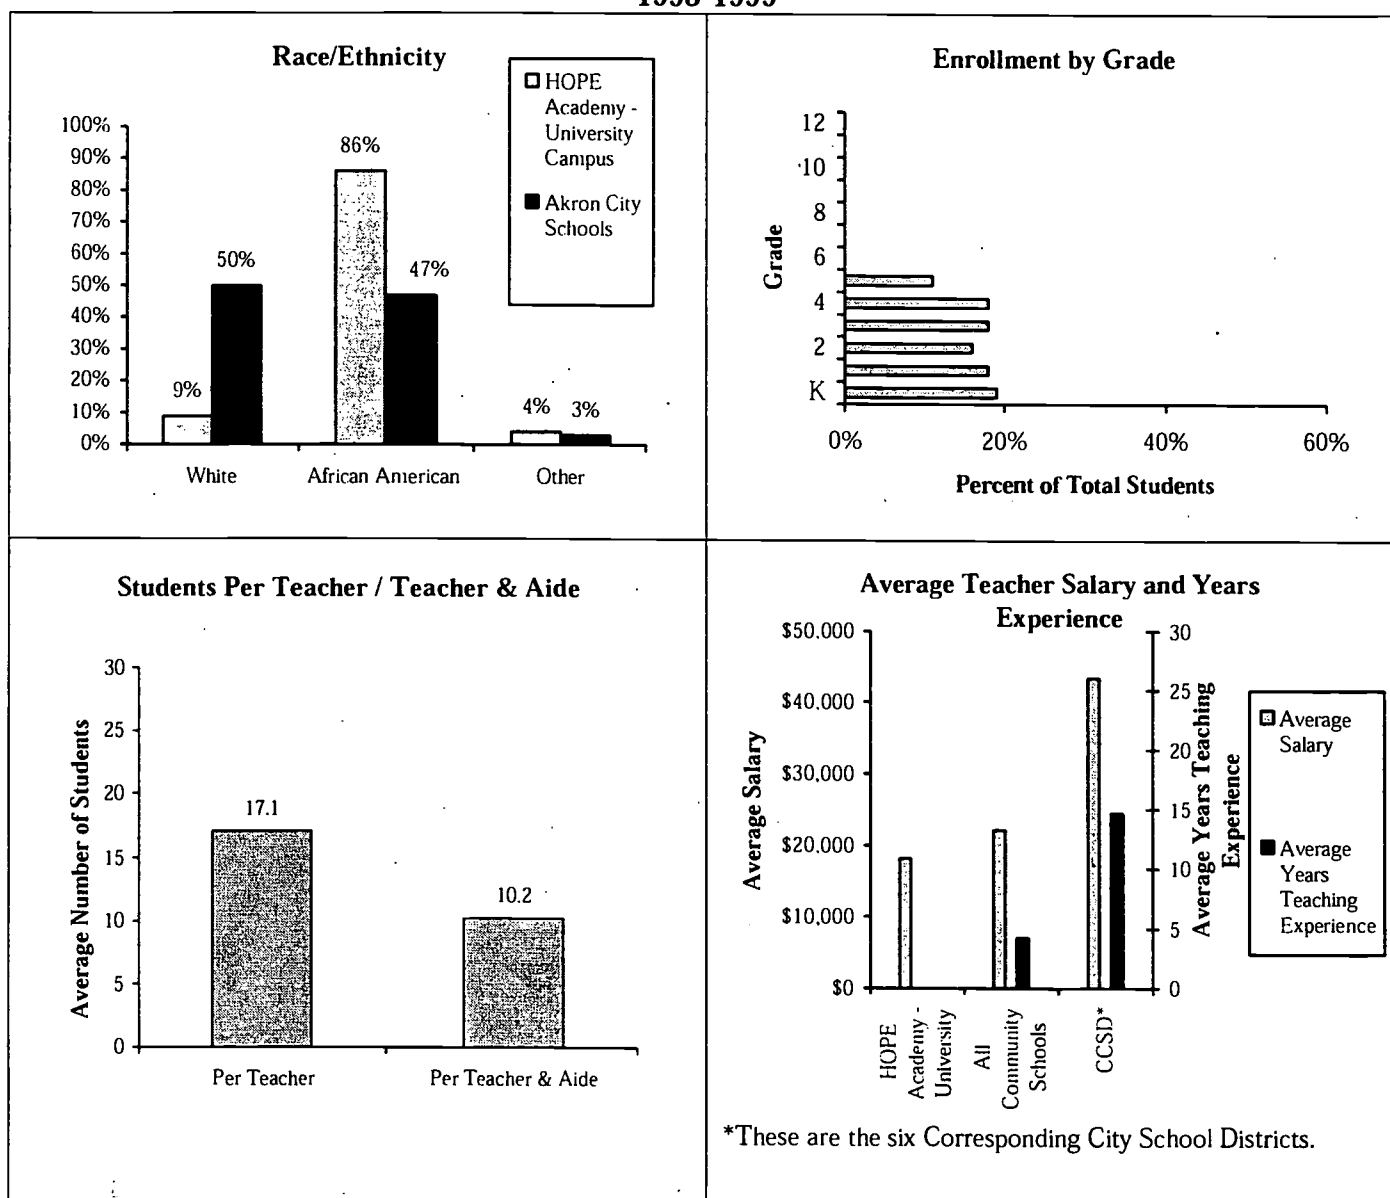 Race/Ethnicity
HOPE
Academy -
University
Campus
Akron City
Schools
100%
90%
80%
70%
60%
50%
40%
30%
20%
10%
0%
9%
50%
86%
47%
4%
3%
White
African American
Other
Enrollment by Grade
Grade
12
10
8
6
4
2
K
0%
20%
40%
60%
Percent of Total Students
Students Per Teacher / Teacher & Aide
Average Number of Students
30
25
20
15
10
5
0
17.1
10.2
Per Teacher
Per Teacher & Aide
Average Teacher Salary and Years
Experience
Average Salary
$50.000
$40.000
$30.000
$20.000
$10,000
$0
30
25
20
15
10
5
0
Average Years Teaching
Experience
HOPE
Academy -
University
All
Community
Schools
CCSD*
Average
Salary
Average
Years
Teaching
Experience
*These are the six Corresponding City School Districts.